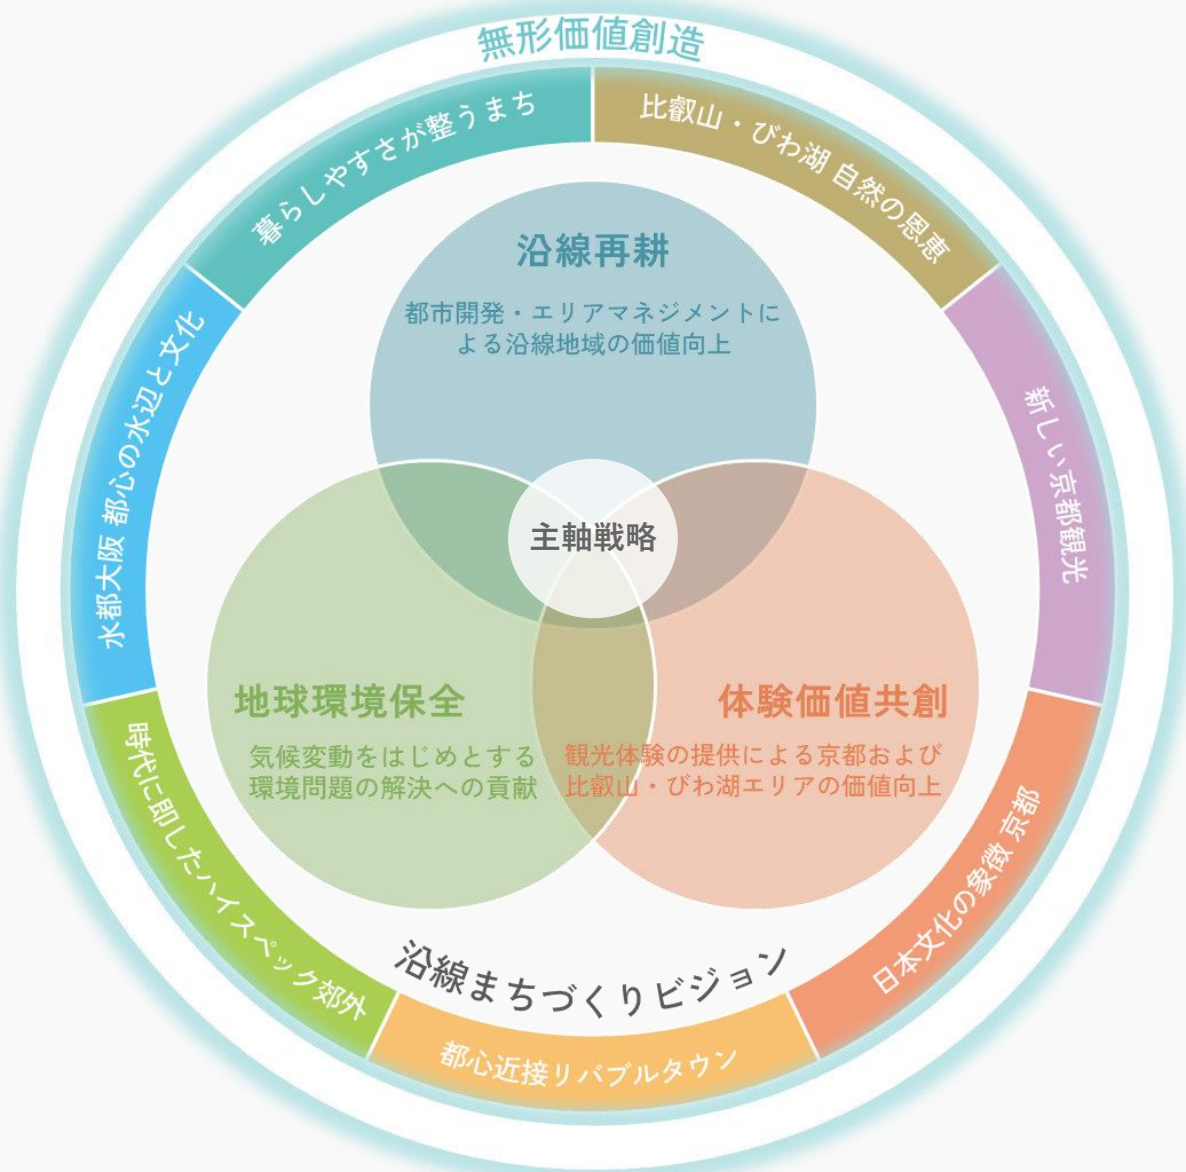 無形価値創造
暮らしやすさが整うまち
比叡山・びわ湖 自然の恩恵
新しい京都観光
日本文化の象徴 京都
都心近接リバブルタウン
時代に即したハイスペック郊外
水都大阪 都心の水辺と文化
沿線再耕
都市開発・エリアマネジメントに
よる沿線地域の価値向上
主軸戦略
地球環境保全
気候変動をはじめとする
環境問題の解決への貢献
体験価値共創
観光体験の提供による京都および
比叡山・びわ湖エリアの価値向上
沿線まちづくりビジョン